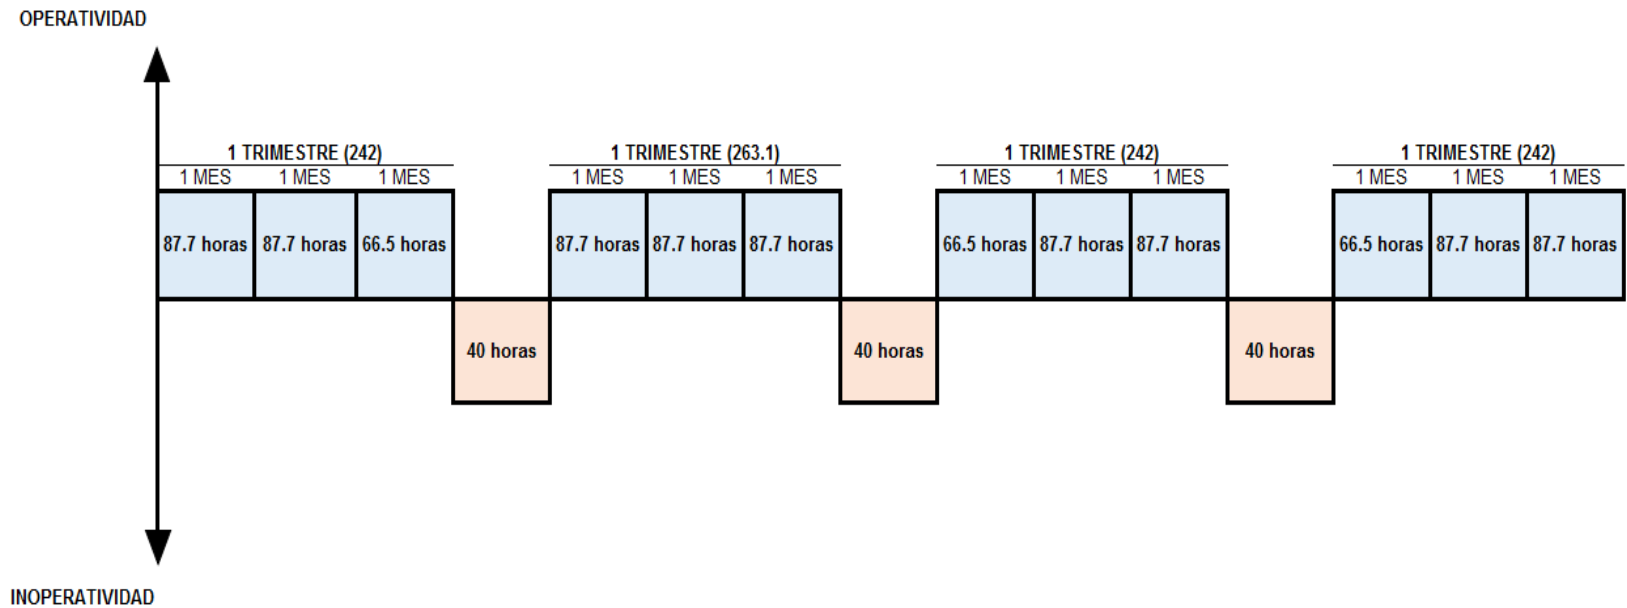 OPERATIVIDAD
1 TRIMESTRE (242) 1 TRIMESTRE (263.1) 1 TRIMESTRE (242) 1 TRIMESTRE (242)
1 MES 1 MES 1 MES 1 MES 1 MES 1 MES 1 MES 1 MES 1 MES 1 MES 1 MES 1 MES
87.7 horas 87.7 horas 66.5 horas 87.7 horas 87.7 horas 87.7 horas 66.5 horas 87.7 horas 87.7 horas 66.5 horas 87.7 horas 87.7 horas
40 horas 40 horas 40 horas
INOPERATIVIDAD